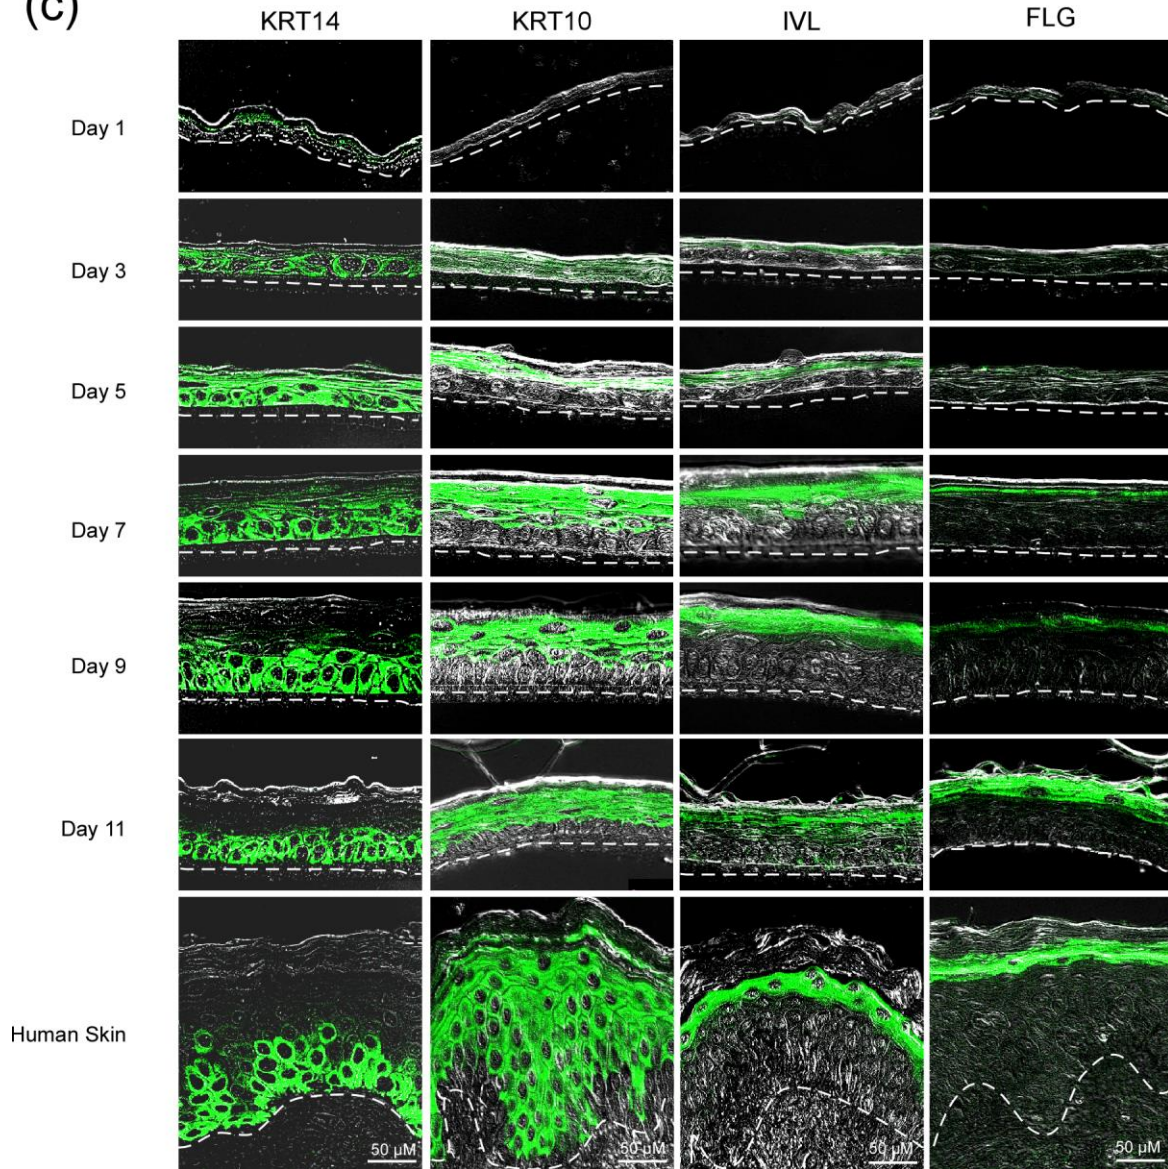 (c)
KRT14 KRT10 IVL FLG
Day 1
Day 3
Day 5
Day 7
Day 9
Day 11
Human Skin
50 µM 50 µM 50 µM 50 µM